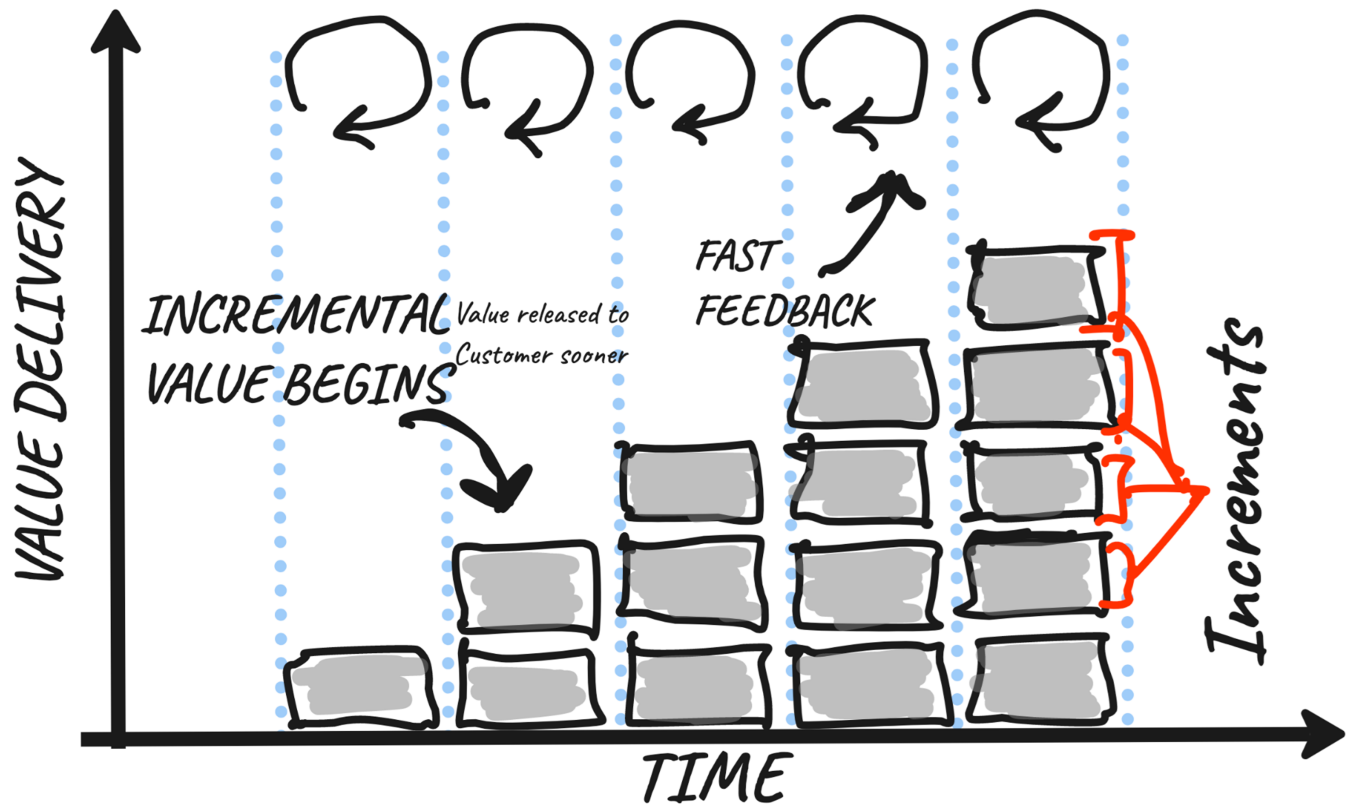 VALUE DELIVERY
INCREMENTAL
VALUE BEGINS
Value released to
Customer sooner
FAST
FEEDBACK
Increments
TIME